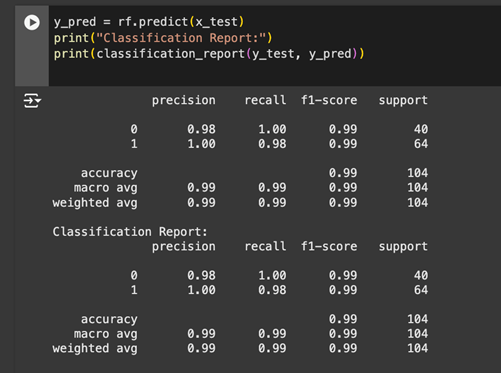 y_pred = rf.predict(x_test)
print("Classification Report:")
print(classification_report(y_test, y_pred))
precision recall f1-score support
0 0.98 1.00 0.99 40
1 1.00 0.98 0.99 64
accuracy 0.99 104
macro avg 0.99 0.99 0.99 104
weighted avg 0.99 0.99 0.99 104
Classification Report:
precision recall f1-score support
0 0.98 1.00 0.99 40
1 1.00 0.98 0.99 64
accuracy 0.99 104
macro avg 0.99 0.99 0.99 104
weighted avg 0.99 0.99 0.99 104